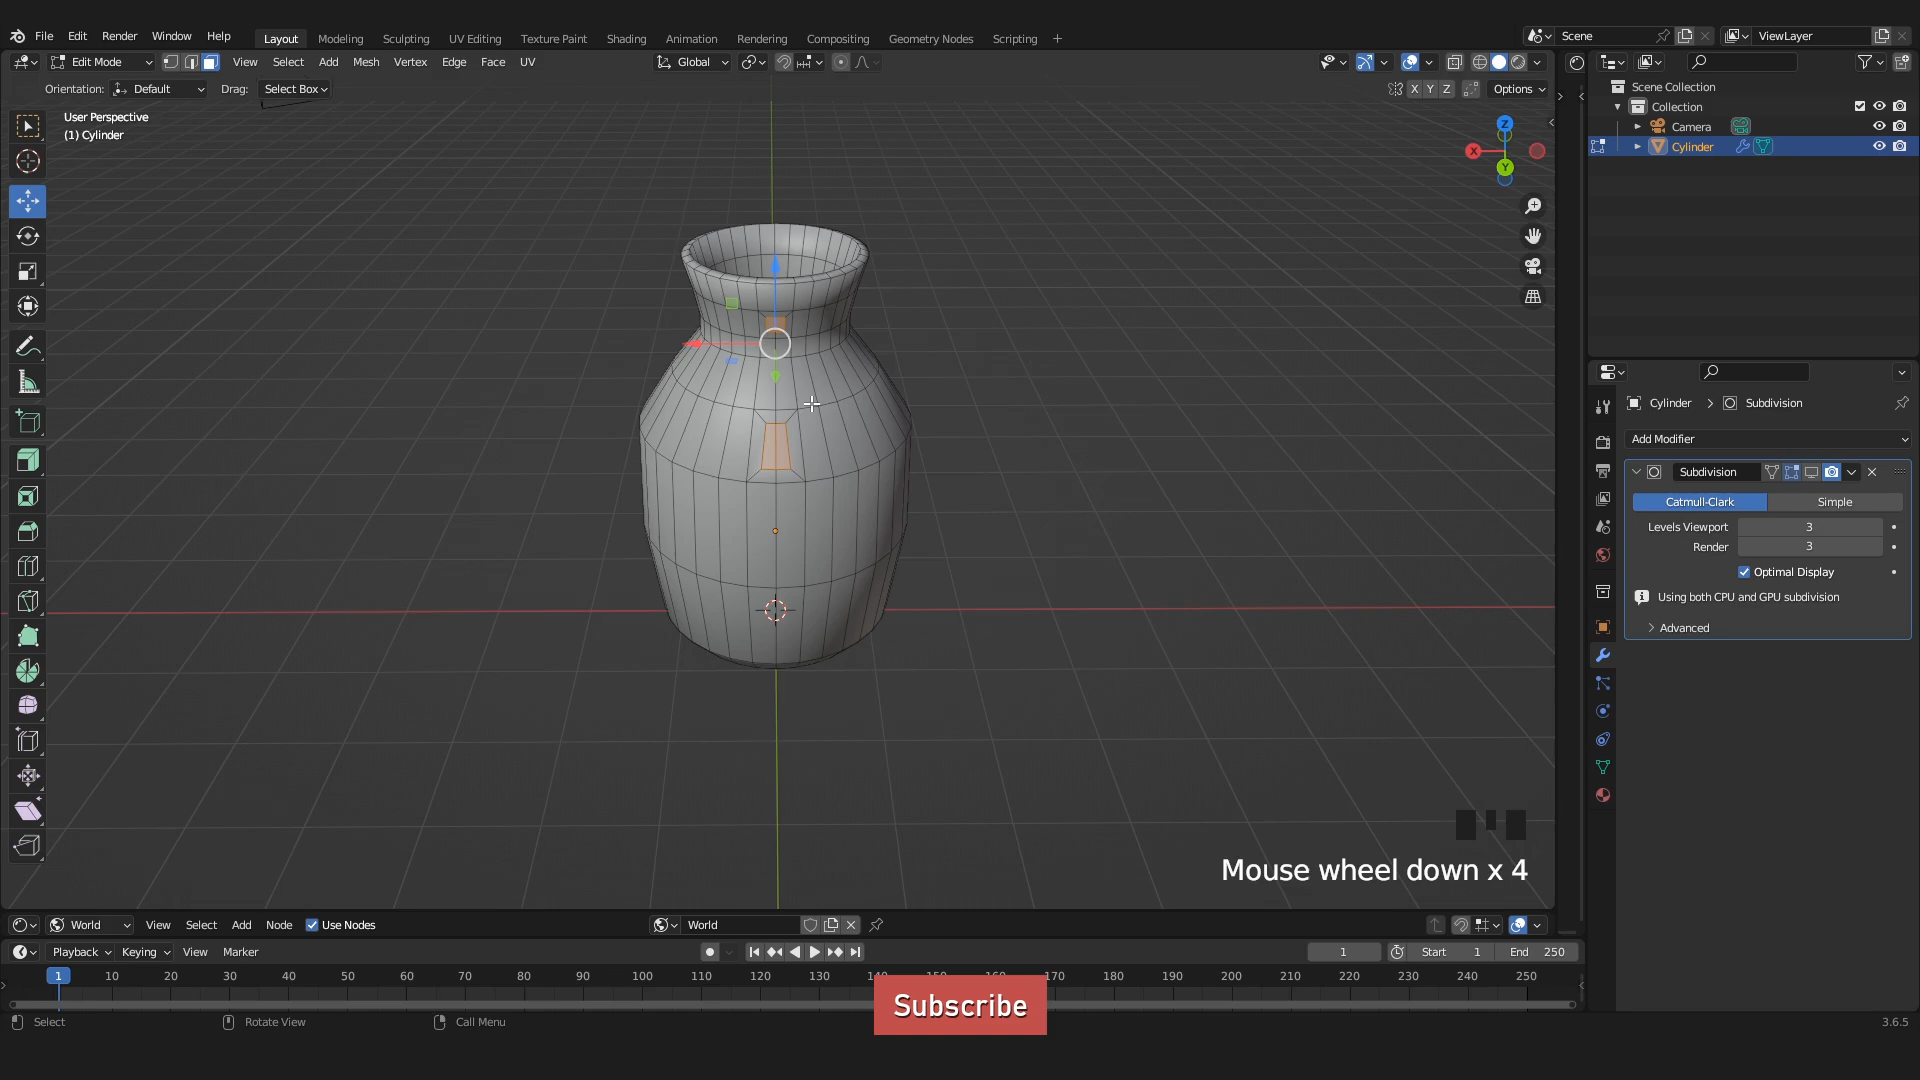 File Edit Render Window Help Layout Modeling Sculpting UV Editing Texture Paint Shading Animation Rendering Compositing Geometry Nodes Scripting + Scene ViewLayer
Edit Mode View Select Add Mesh Vertex Edge Face UV Global
Orientation: Default Drag: Select Box X Y Z Options
User Perspective
(1) Cylinder
Z
X
Y
Scene Collection
Collection
Camera
Cylinder
Cylinder > Subdivision
Add Modifier
Subdivision
Catmull-Clark Simple
Levels Viewport 3
Render 3
Optimal Display
Using both CPU and GPU subdivision
Advanced
Mouse wheel down x 4
World View Select Add Node Use Nodes World
Playback Keying View Marker 1 Start 1 End 250
1 10 20 30 40 50 60 70 80 90 100 110 120 130 140 150 160 170 180 190 200 210 220 230 240 250
Subscribe
Select Rotate View Call Menu 3.6.5